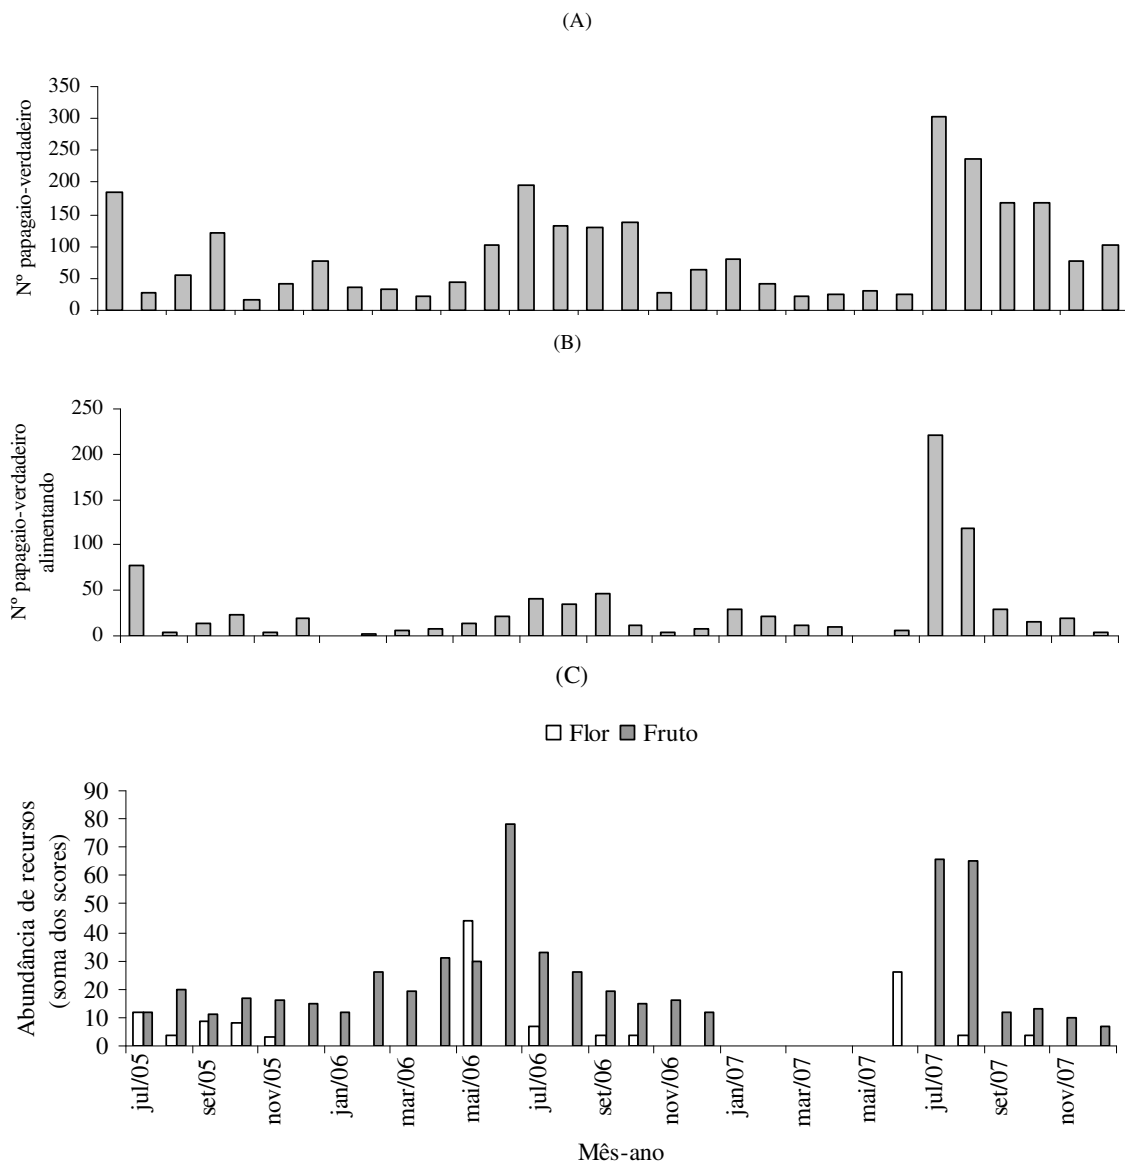 (A)
Nº papagaio-verdadeiro
350
300
250
200
150
100
50
0
(B)
Nº papagaio-verdadeiro
alimentando
250
200
150
100
50
0
(C)
Flor Fruto
Abundância de recursos
(soma dos scores)
90
80
70
60
50
40
30
20
10
0
jul/05
set/05
nov/05
jan/06
mar/06
mai/06
jul/06
set/06
nov/06
jan/07
mar/07
mai/07
jul/07
set/07
nov/07
Mês-ano